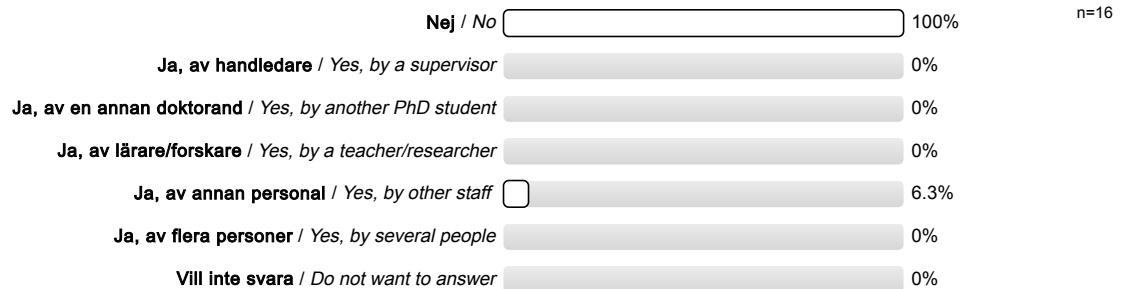 Nej / No 100% n=16
Ja, av handledare / Yes, by a supervisor 0%
Ja, av en annan doktorand / Yes, by another PhD student 0%
Ja, av lärare/forskare / Yes, by a teacher/researcher 0%
Ja, av annan personal / Yes, by other staff 6.3%
Ja, av flera personer / Yes, by several people 0%
Vill inte svara / Do not want to answer 0%